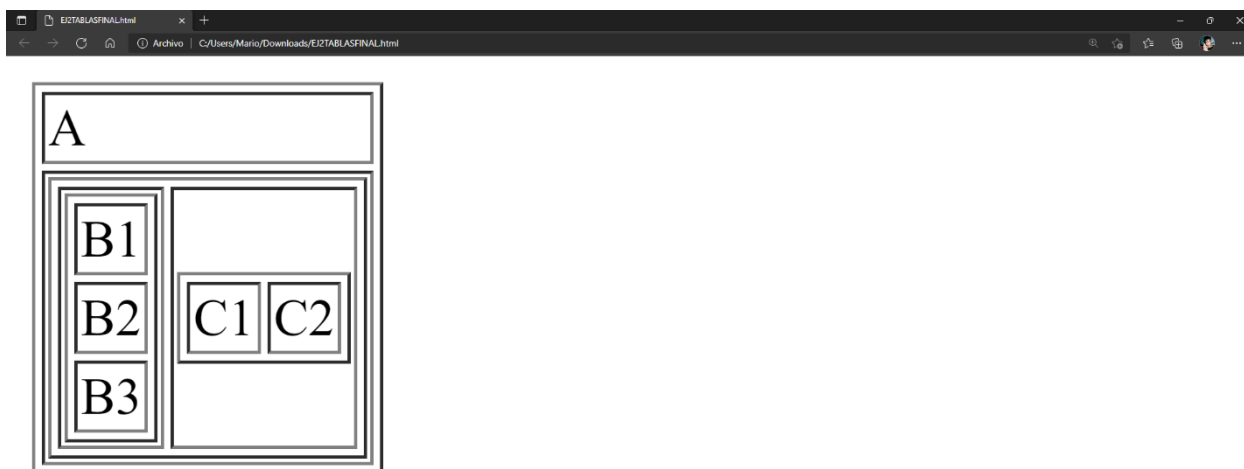 EJ2TABLASFINAL.html
Archivo | C:/Users/Mario/Downloads/EJ2TABLASFINAL.html
A
B1
B2
B3
C1 C2